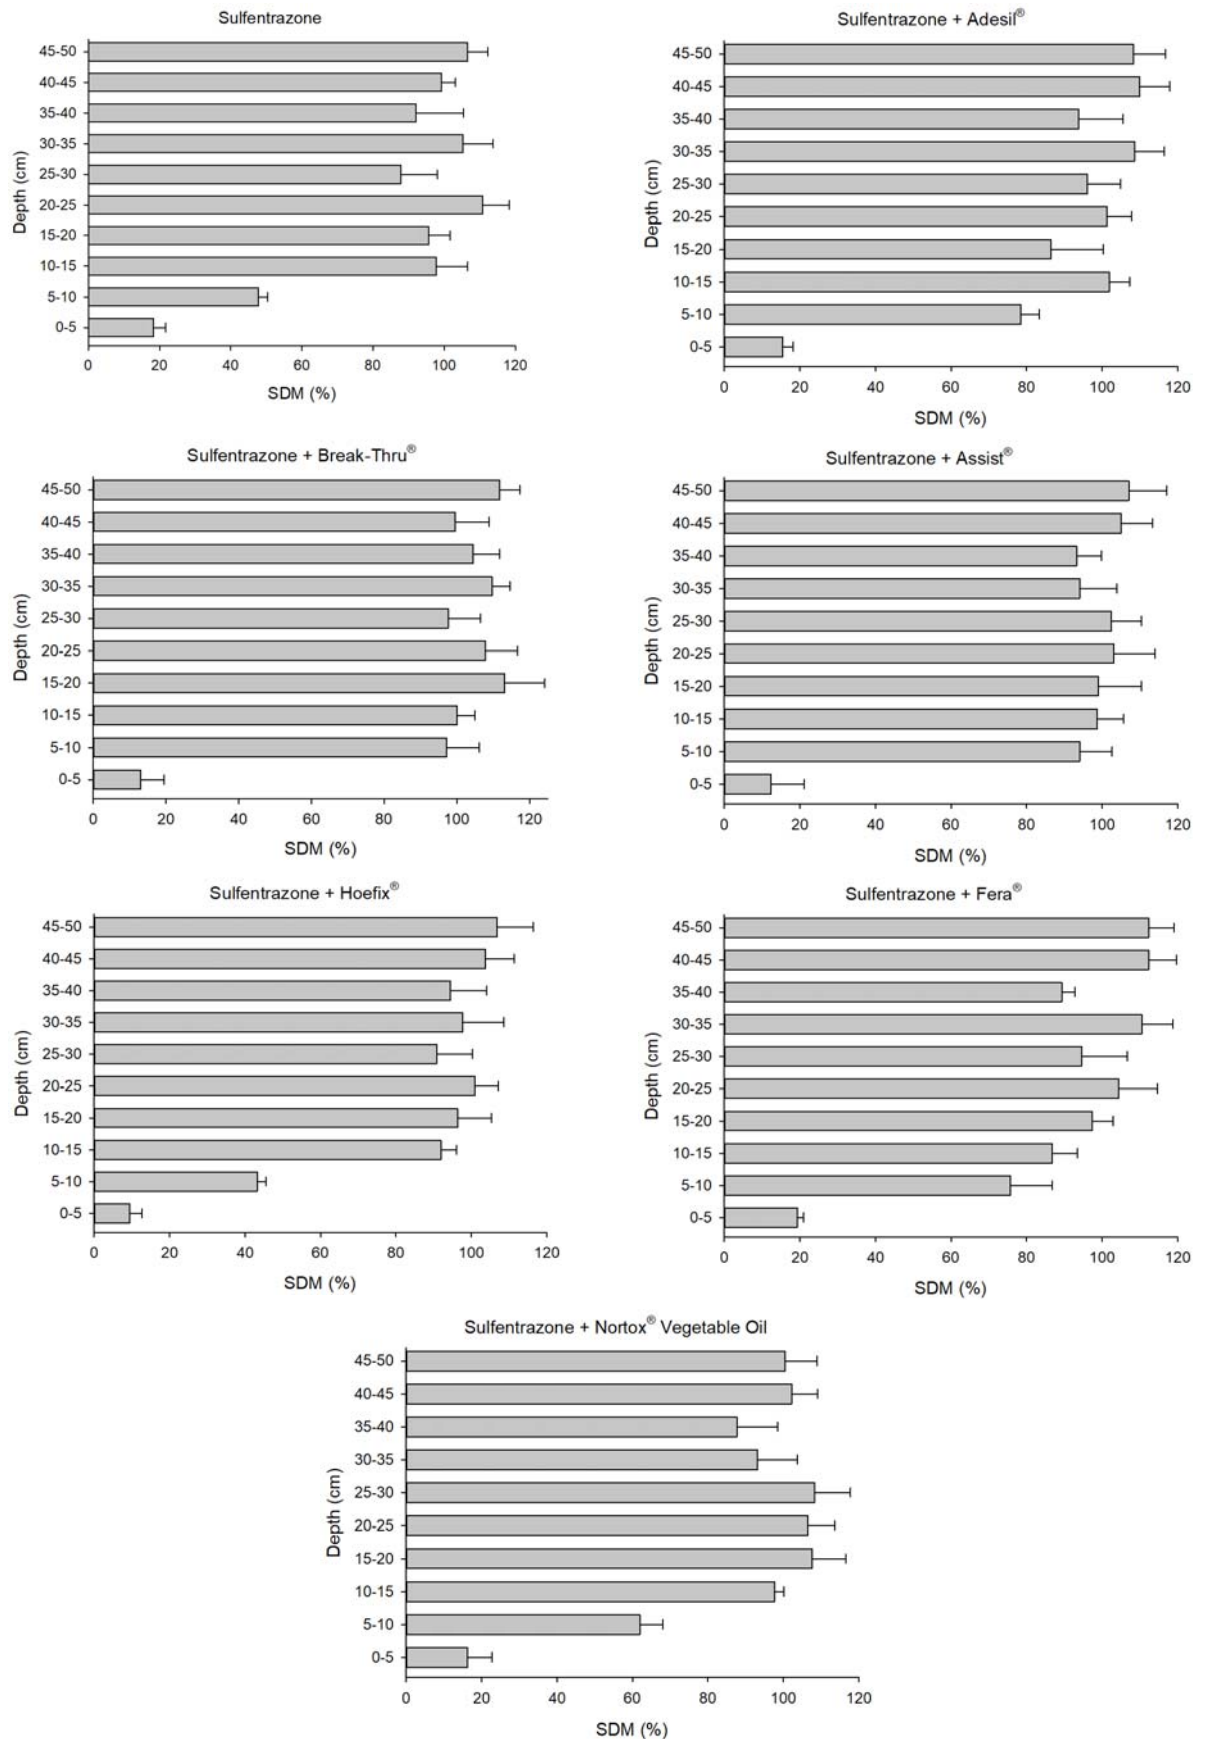 Sulfentrazone
45-50
40-45
35-40
30-35
25-30
20-25
15-20
10-15
5-10
0-5
Depth (cm)
0 20 40 60 80 100 120
SDM (%)
Sulfentrazone + Adesil®
45-50
40-45
35-40
30-35
25-30
20-25
15-20
10-15
5-10
0-5
Depth (cm)
0 20 40 60 80 100 120
SDM (%)
Sulfentrazone + Break-Thru®
45-50
40-45
35-40
30-35
25-30
20-25
15-20
10-15
5-10
0-5
Depth (cm)
0 20 40 60 80 100 120
SDM (%)
Sulfentrazone + Assist®
45-50
40-45
35-40
30-35
25-30
20-25
15-20
10-15
5-10
0-5
Depth (cm)
0 20 40 60 80 100 120
SDM (%)
Sulfentrazone + Hoefix®
45-50
40-45
35-40
30-35
25-30
20-25
15-20
10-15
5-10
0-5
Depth (cm)
0 20 40 60 80 100 120
SDM (%)
Sulfentrazone + Fera®
45-50
40-45
35-40
30-35
25-30
20-25
15-20
10-15
5-10
0-5
Depth (cm)
0 20 40 60 80 100 120
SDM (%)
Sulfentrazone + Nortox® Vegetable Oil
45-50
40-45
35-40
30-35
25-30
20-25
15-20
10-15
5-10
0-5
Depth (cm)
0 20 40 60 80 100 120
SDM (%)